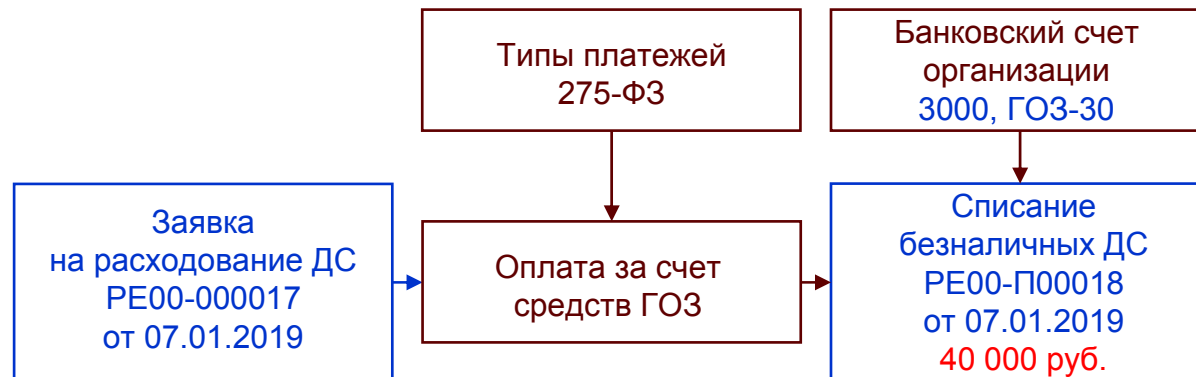 Типы платежей
275-ФЗ
Банковский счет
организации
3000, ГОЗ-30
Заявка
на расходование ДС
РЕ00-000017
от 07.01.2019
Оплата за счет
средств ГОЗ
Списание
безналичных ДС
РЕ00-П00018
от 07.01.2019
40 000 руб.